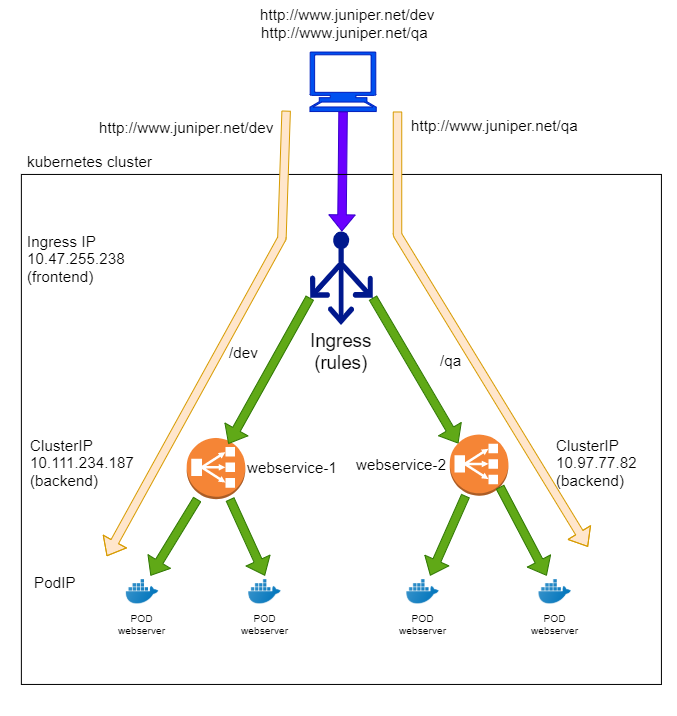 http://www.juniper.net/dev
http://www.juniper.net/qa
http://www.juniper.net/dev
http://www.juniper.net/qa
kubernetes cluster
Ingress IP
10.47.255.238
(frontend)
Ingress
(rules)
/dev
/qa
ClusterIP
10.111.234.187
(backend)
webservice-1
webservice-2
ClusterIP
10.97.77.82
(backend)
PodIP
POD
webserver
POD
webserver
POD
webserver
POD
webserver